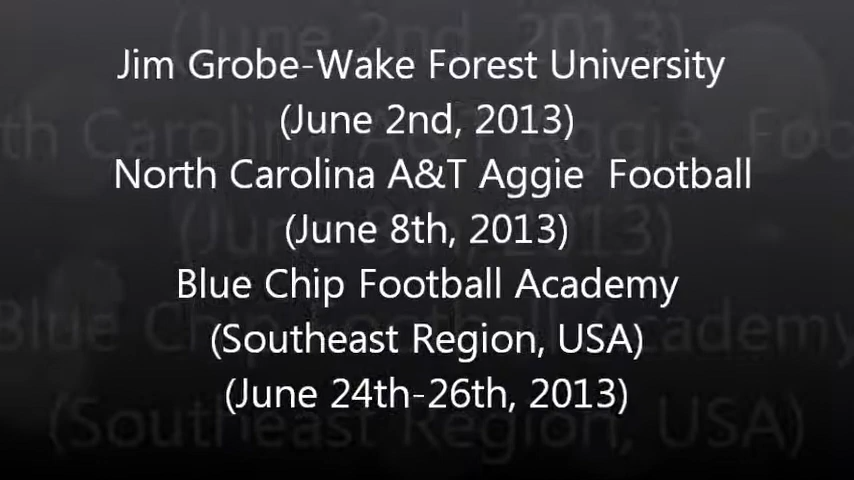 Jim Grobe-Wake Forest University
(June 2nd, 2013)
North Carolina A&T Aggie  Football
(June 8th, 2013)
Blue Chip Football Academy
(Southeast Region, USA)
(June 24th-26th, 2013)